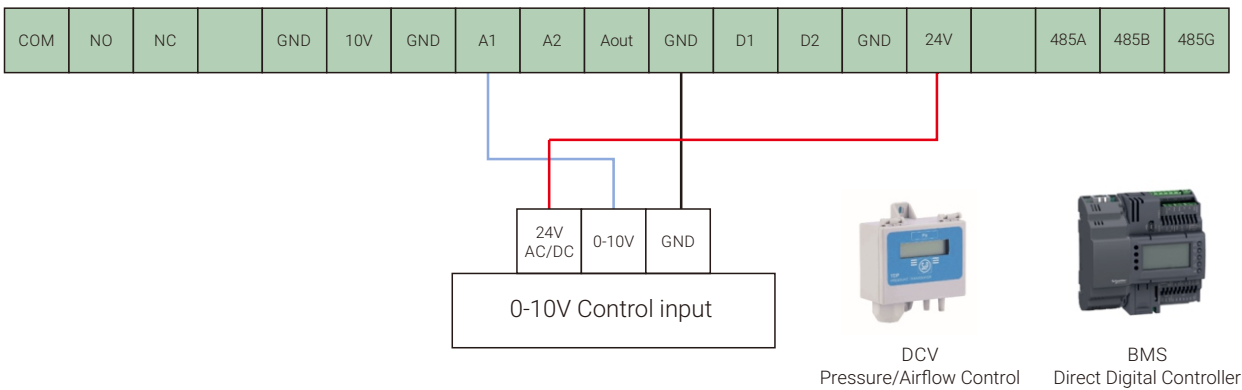 COM NO NC GND 10V GND A1 A2 Aout GND D1 D2 GND 24V 485A 485B 485G
24V
AC/DC
0-10V
GND
0-10V Control input
DCV
Pressure/Airflow Control
BMS
Direct Digital Controller